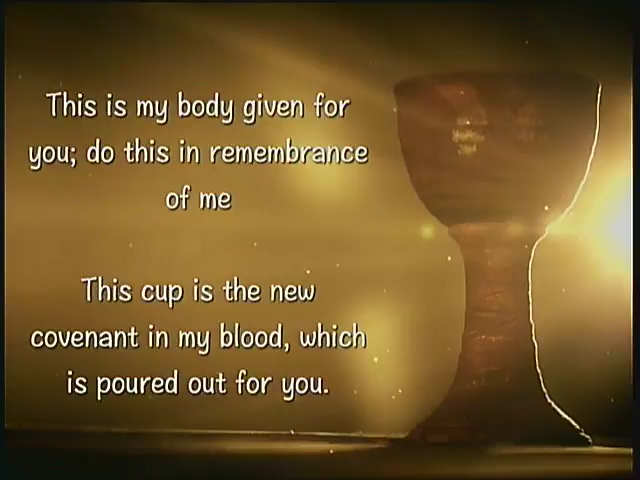 This is my body given for
you; do this in remembrance
of me
This cup is the new
covenant in my blood, which
is poured out for you.